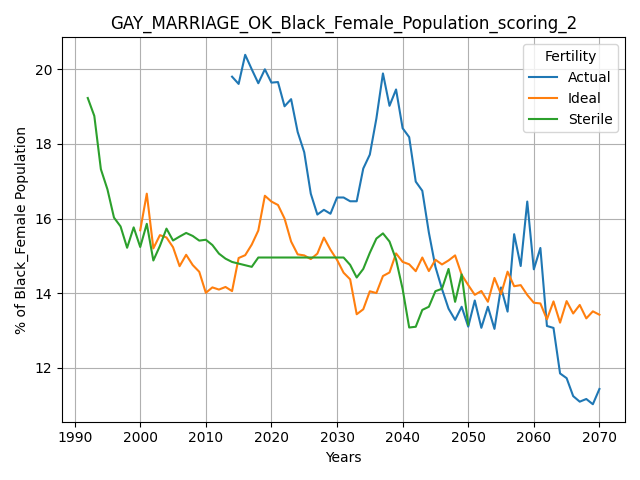 GAY_MARRIAGE_OK_Black_Female_Population_scoring_2
% of Black_Female Population
20
18
16
14
12
Fertility
Actual
Ideal
Sterile
1990 2000 2010 2020 2030 2040 2050 2060 2070
Years